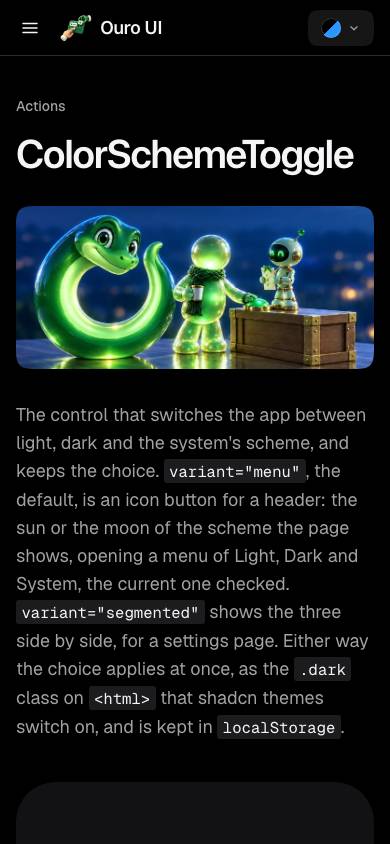 Ouro UI
Actions
ColorSchemeToggle
The control that switches the app between
light, dark and the system's scheme, and
keeps the choice. variant="menu", the
default, is an icon button for a header: the
sun or the moon of the scheme the page
shows, opening a menu of Light, Dark and
System, the current one checked.
variant="segmented" shows the three
side by side, for a settings page. Either way
the choice applies at once, as the .dark
class on <html> that shadcn themes
switch on, and is kept in localStorage.